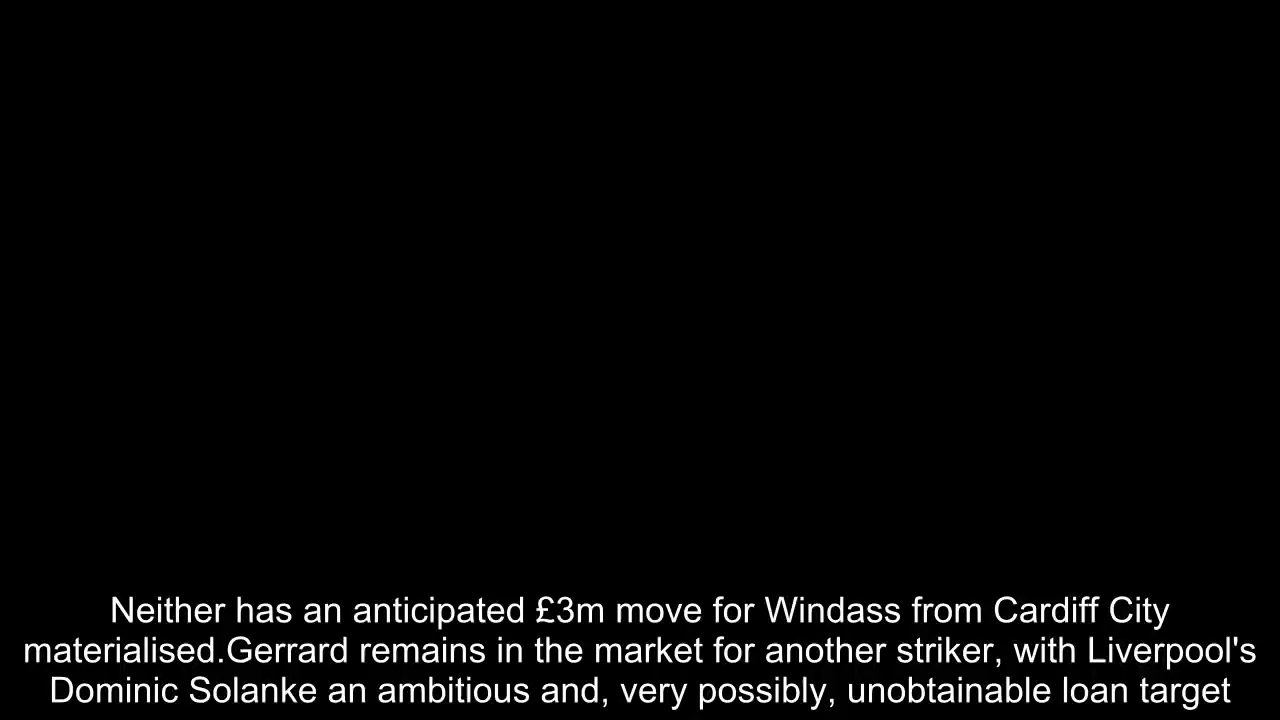 Neither has an anticipated £3m move for Windass from Cardiff City
materialised.Gerrard remains in the market for another striker, with Liverpool's
Dominic Solanke an ambitious and, very possibly, unobtainable loan target